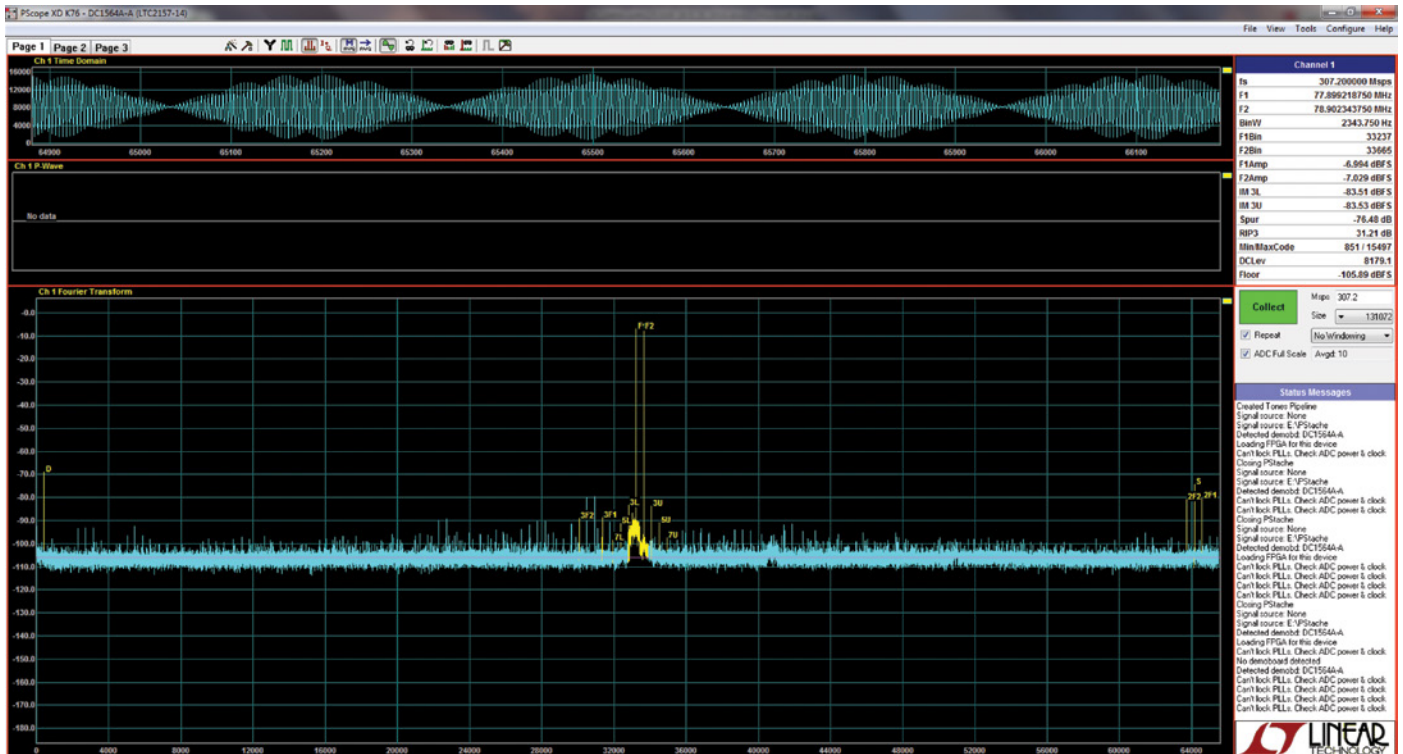 PScope XD K76 - DC1564A-A (LTC2157-14)
File View Tools Configure Help
Page 1 Page 2 Page 3
Ch 1 Time Domain
16000
12000
8000
4000
0
64900 65000 65100 65200 65300 65400 65500 65600 65700 65800 65900 66000 66100
Ch 1 P-Wave
No data
Ch 1 Fourier Transform
-0.0
-10.0
-20.0
-30.0
-40.0
-50.0
-60.0
-70.0
-80.0
-90.0
-100.0
-110.0
-120.0
-130.0
-140.0
-150.0
-160.0
-170.0
-180.0
D
F F2
3F2 3F1 5L 7L 3L 3U 5U 7U
S
2F2 2F1
0 4000 8000 12000 16000 20000 24000 28000 32000 36000 40000 44000 48000 52000 56000 60000 64000
Channel 1
fs 307.200000 Msps
F1 77.899218750 MHz
F2 78.902343750 MHz
BinW 2343.750 Hz
F1Bin 33237
F2Bin 33665
F1Amp -6.994 dBFS
F2Amp -7.029 dBFS
IM 3L -83.51 dBFS
IM 3U -83.53 dBFS
Spur -76.48 dB
RIP3 31.21 dB
Min/MaxCode 851 / 15497
DCLev 8179.1
Floor -105.89 dBFS
Collect
Msps 307.2
Size 131072
Repeat
No Windowing
ADC Full Scale
Avgd: 10
Status Messages
Created Tones Pipeline
Signal source: None
Signal source: E:\PStache
Detected demobd: DC1564A-A
Loading FPGA for this device
Can't lock PLLs. Check ADC power & clock.
Closing PStache
Signal source: None
Signal source: E:\PStache
Detected demobd: DC1564A-A
Can't lock PLLs. Check ADC power & clock.
Can't lock PLLs. Check ADC power & clock.
Closing PStache
Signal source: None
Signal source: E:\PStache
Detected demobd: DC1564A-A
Loading FPGA for this device
Can't lock PLLs. Check ADC power & clock.
Can't lock PLLs. Check ADC power & clock.
Can't lock PLLs. Check ADC power & clock.
Can't lock PLLs. Check ADC power & clock.
Closing PStache
Signal source: None
Signal source: E:\PStache
Detected demobd: DC1564A-A
Loading FPGA for this device
Can't lock PLLs. Check ADC power & clock.
No demoboard detected
Detected demobd: DC1564A-A
Can't lock PLLs. Check ADC power & clock.
Can't lock PLLs. Check ADC power & clock.
Can't lock PLLs. Check ADC power & clock.
Can't lock PLLs. Check ADC power & clock.
LINEAR
TECHNOLOGY